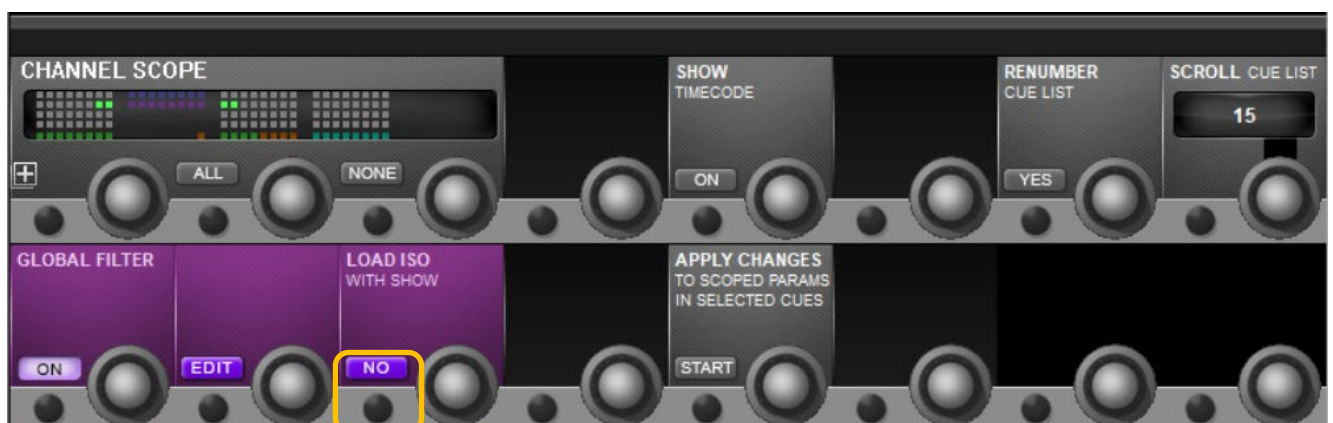 CHANNEL SCOPE
ALL
NONE
SHOW
TIMECODE
ON
RENUMBER
CUE LIST
YES
SCROLL CUE LIST
15
GLOBAL FILTER
ON
EDIT
LOAD ISO
WITH SHOW
NO
APPLY CHANGES
TO SCOPED PARAMS
IN SELECTED CUES
START